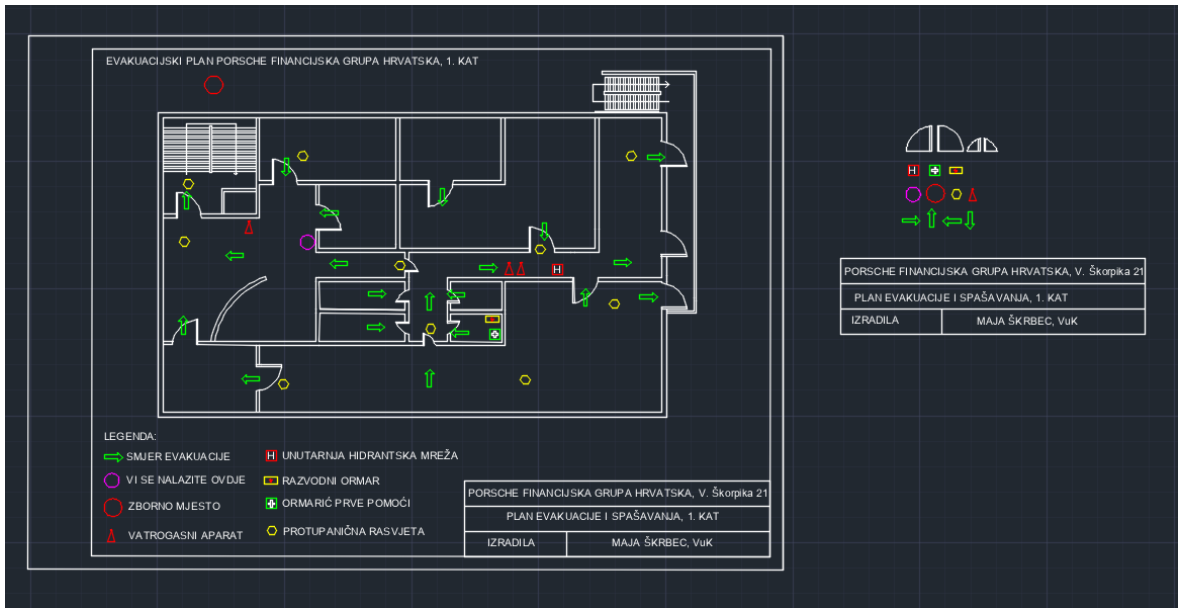 EVAKUACIJSKI PLAN PORSCHE FINANCIJSKA GRUPA HRVATSKA, 1. KAT
H
H
LEGENDA:
SMJER EVAKUACIJE
VI SE NALAZITE OVDJE
ZBORNO MJESTO
VATROGASNI APARAT
H UNUTARNJA HIDRANTSKA MREŽA
RAZVODNI ORMAR
ORMARIĆ PRVE POMOĆI
PROTUPANIČNA RASVJETA
PORSCHE FINANCIJSKA GRUPA HRVATSKA, V. Škorpika 21
PLAN EVAKUACIJE I SPAŠAVANJA, 1. KAT
IZRADILA MAJA ŠKRBEC, VuK
PORSCHE FINANCIJSKA GRUPA HRVATSKA, V. Škorpika 21
PLAN EVAKUACIJE I SPAŠAVANJA, 1. KAT
IZRADILA MAJA ŠKRBEC, VuK